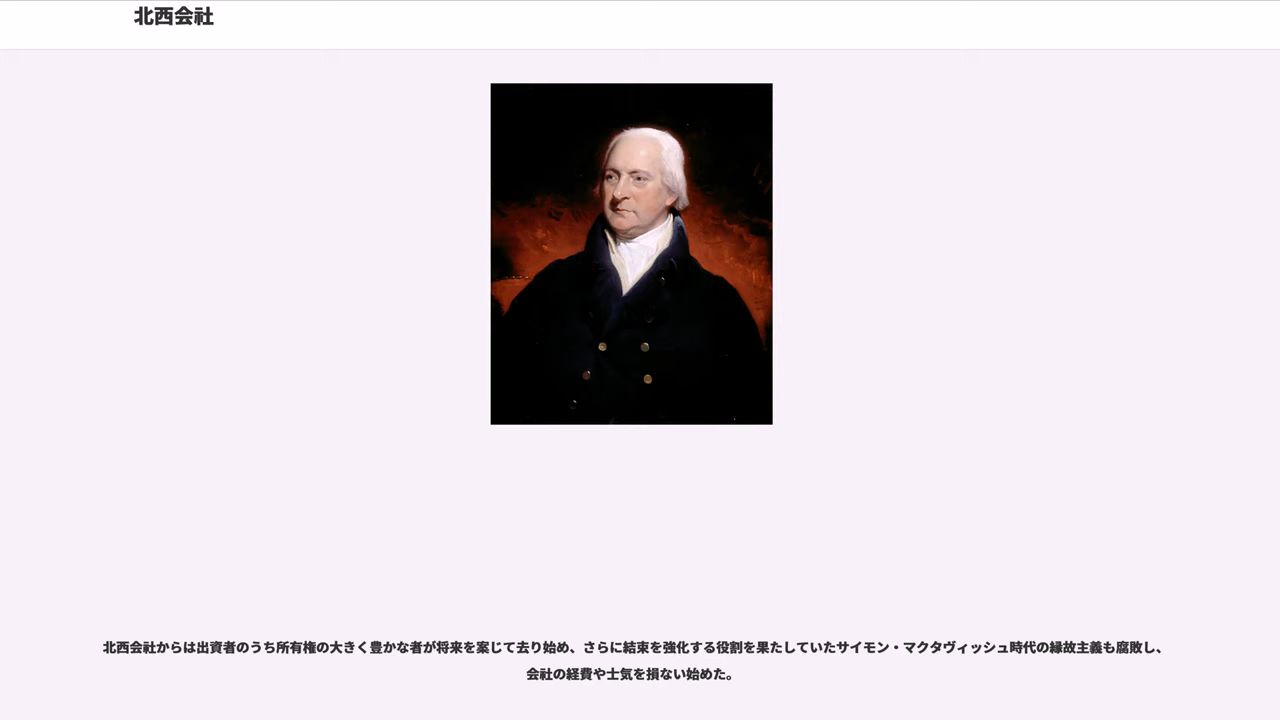 北西会社
北西会社からは出資者のうち所有権の大きく豊かな者が将来を案じて去り始め、さらに結束を強化する役割を果たしていたサイモン・マクタヴィッシュ時代の縁故主義も腐敗し、
会社の経費や士気を損ない始めた。